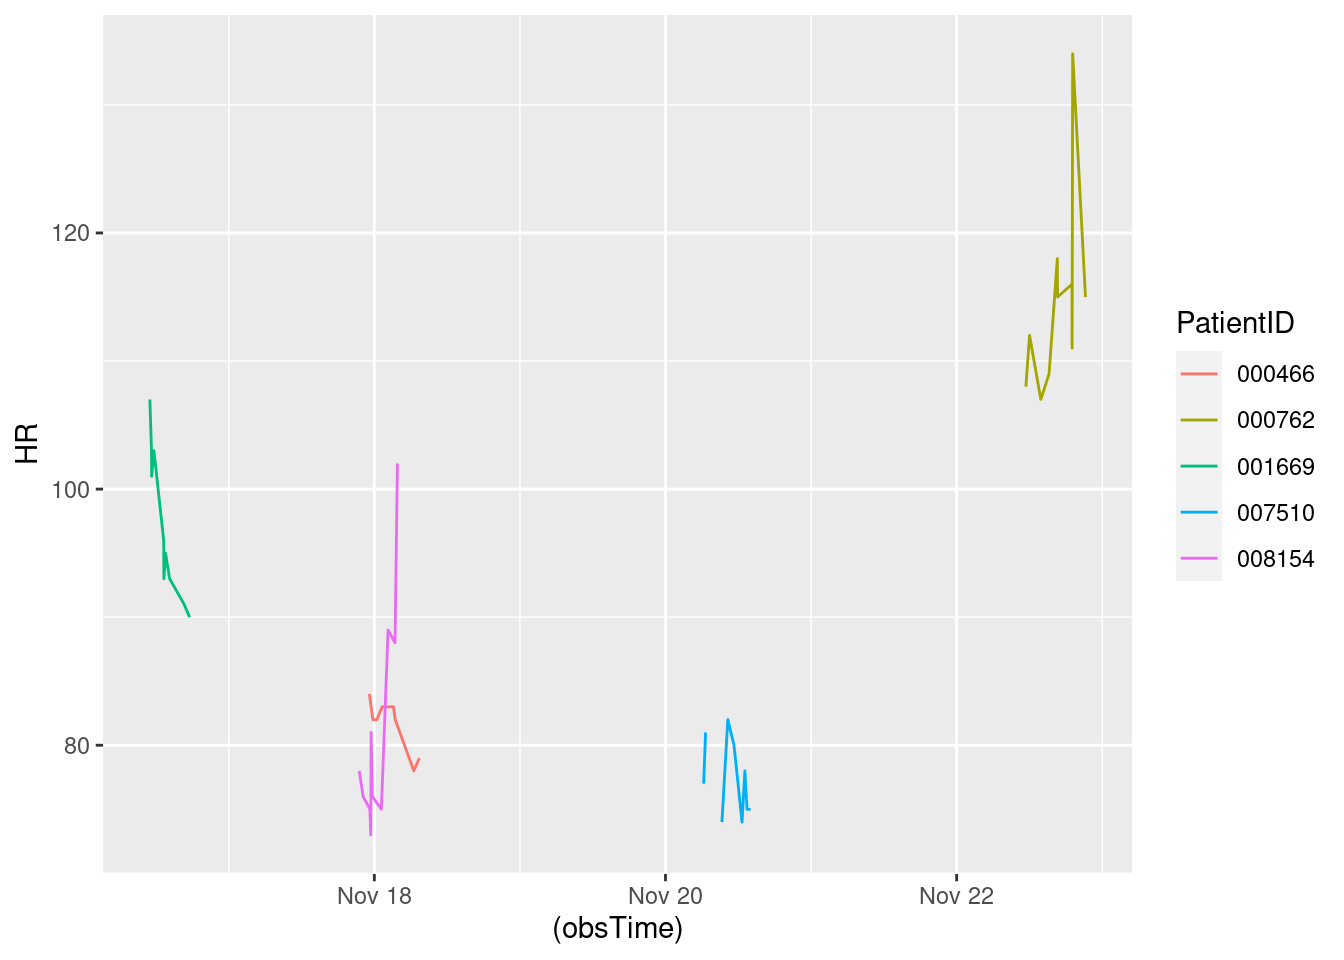 120
100
80
HR
Nov 18
Nov 20
Nov 22
(obsTime)
PatientID
000466
000762
001669
007510
008154